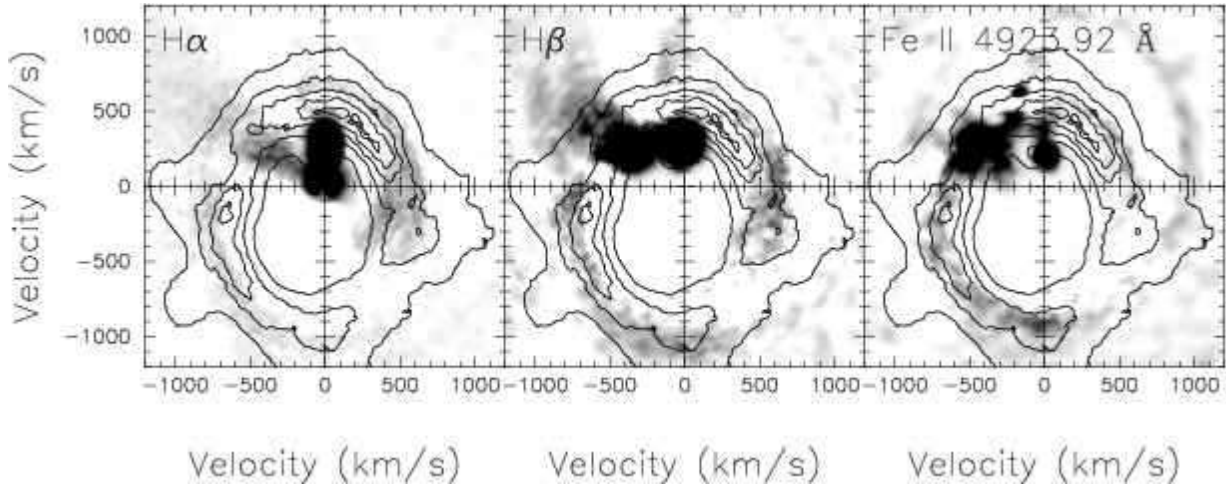 Hα Hβ Fe II 4923.92 Å
1000
500
0
−500
−1000
Velocity (km/s)
−1000 −500 0 500 1000 −1000 −500 0 500 1000 −1000 −500 0 500 1000
Velocity (km/s) Velocity (km/s) Velocity (km/s)